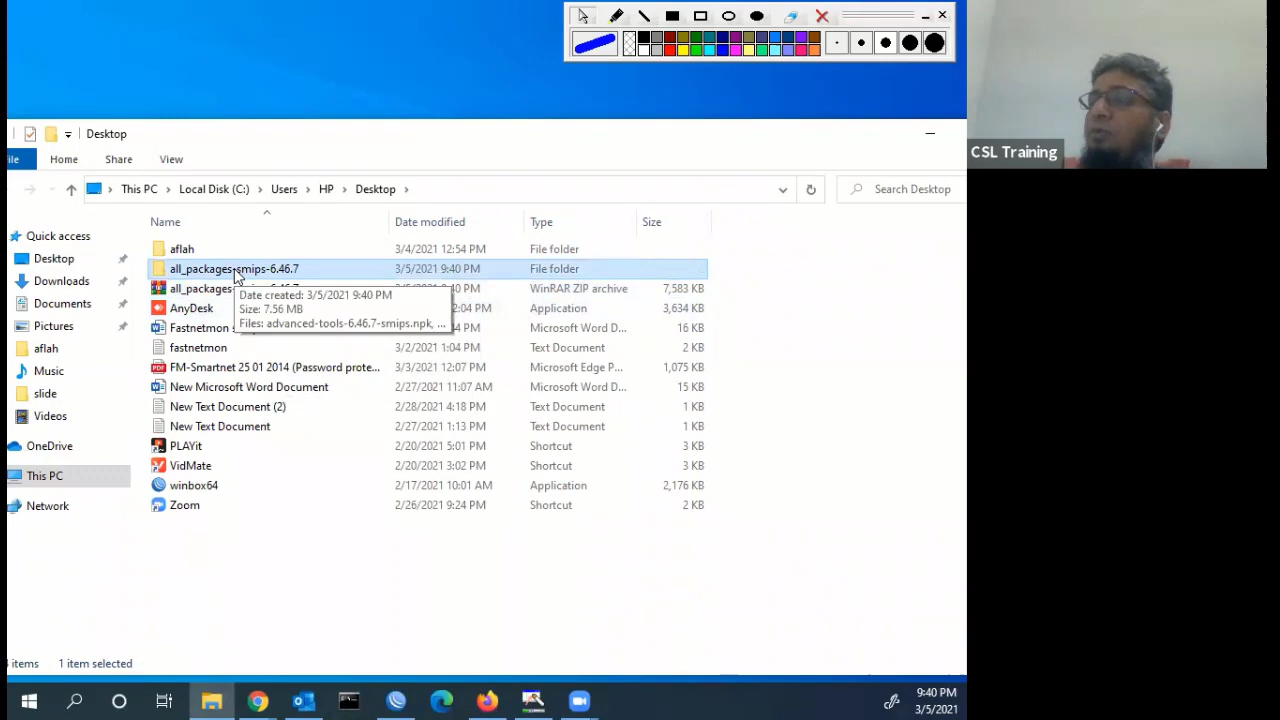 CSL Training
Desktop
ile Home Share View
This PC Local Disk (C:) Users HP Desktop Search Desktop
Name Date modified Type Size
Quick access
Desktop
Downloads
Documents
Pictures
aflah
Music
slide
Videos
OneDrive
This PC
Network
aflah 3/4/2021 12:54 PM File folder
all_packages-smips-6.46.7 3/5/2021 9:40 PM File folder
all_packages- 9:40 PM WinRAR ZIP archive 7,583 KB
AnyDesk 2:04 PM Application 3,634 KB
Fastnetmon Microsoft Word D... 16 KB
fastnetmon 3/2/2021 1:04 PM Text Document 2 KB
FM-Smartnet 25 01 2014 (Password prote... 3/3/2021 12:07 PM Microsoft Edge P... 1,075 KB
New Microsoft Word Document 2/27/2021 11:07 AM Microsoft Word D... 15 KB
New Text Document (2) 2/28/2021 4:18 PM Text Document 1 KB
New Text Document 2/27/2021 1:13 PM Text Document 1 KB
PLAYit 2/20/2021 5:01 PM Shortcut 3 KB
VidMate 2/20/2021 3:02 PM Shortcut 3 KB
winbox64 2/17/2021 10:01 AM Application 2,176 KB
Zoom 2/26/2021 9:24 PM Shortcut 2 KB
Date created: 3/5/2021 9:40 PM
Size: 7.56 MB
Files: advanced-tools-6.46.7-smips.npk, ...
items 1 item selected
9:40 PM
3/5/2021